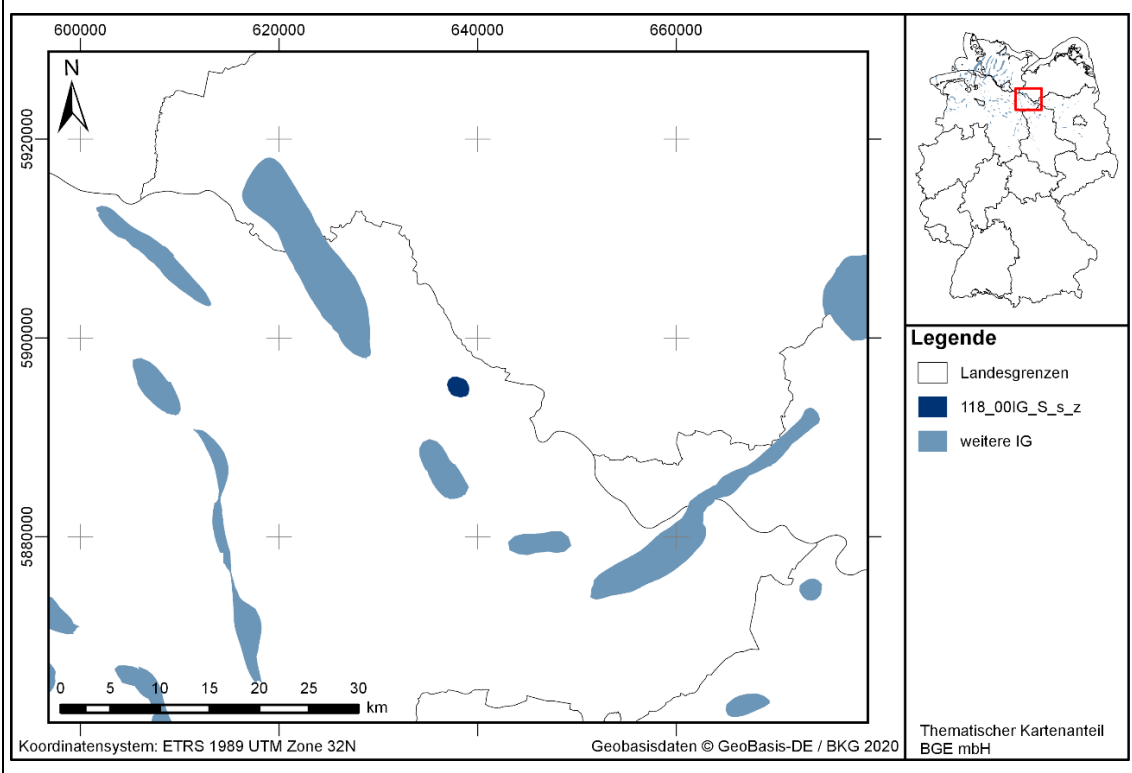 600000 620000 640000 660000
N
5920000
5900000
5880000
0 5 10 15 20 25 30
km
Koordinatensystem: ETRS 1989 UTM Zone 32N
Geobasisdaten © GeoBasis-DE / BKG 2020
Legende
Landesgrenzen
118_00IG_S_s_z
weitere IG
Thematischer Kartenanteil
BGE mbH